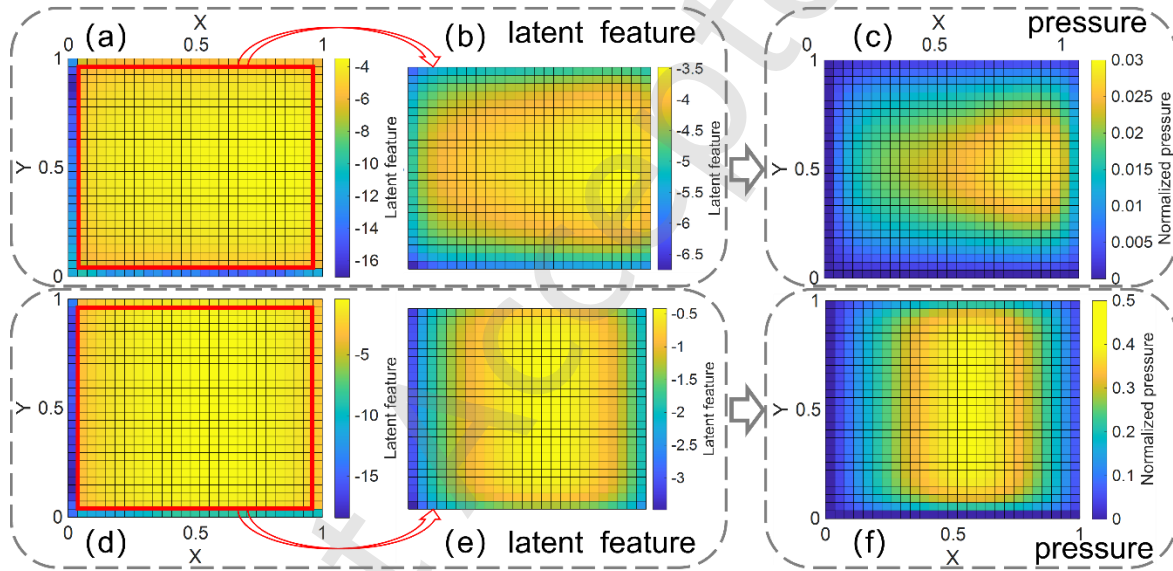 X
0 (a) 0.5 1
0
Y 0.5
1
-4
-6
-8
-10
-12
-14
-16
Latent feature
(b) latent feature
-3.5
-4
-4.5
-5
-5.5
-6
-6.5
Latent feature
(c) X pressure
0.5 1
1
Y 0.5
0
0.03
0.025
0.02
0.015
0.01
0.005
0
Normalized pressure
1
Y 0.5
0
0.5 1
(d) X
-5
-10
-15
Latent feature
(e) latent feature
-0.5
-1
-1.5
-2
-2.5
-3
Latent feature
1
Y 0.5
0
0 0.5 1
X
(f) pressure
0.5
0.4
0.3
0.2
0.1
0
Normalized pressure